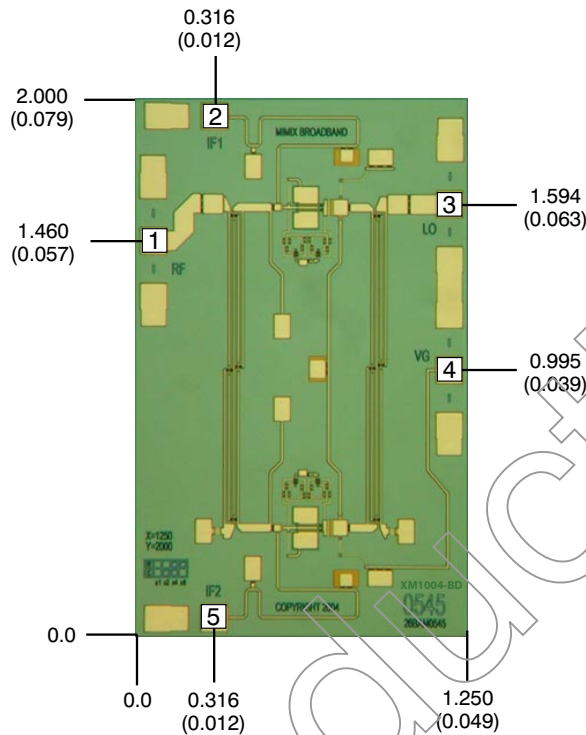 0.316
(0.012)
2.000
(0.079)
2
IF1
MIMIX BROADBAND
3
1.594
(0.063)
LO
1.460
(0.057)
1
RF
VG
4
0.995
(0.039)
X=1250
Y=2000
XM1004-BD
0545
26BAM0545
IF2
COPYRIGHT 2004
5
0.0
0.0
0.316
(0.012)
1.250
(0.049)
duct